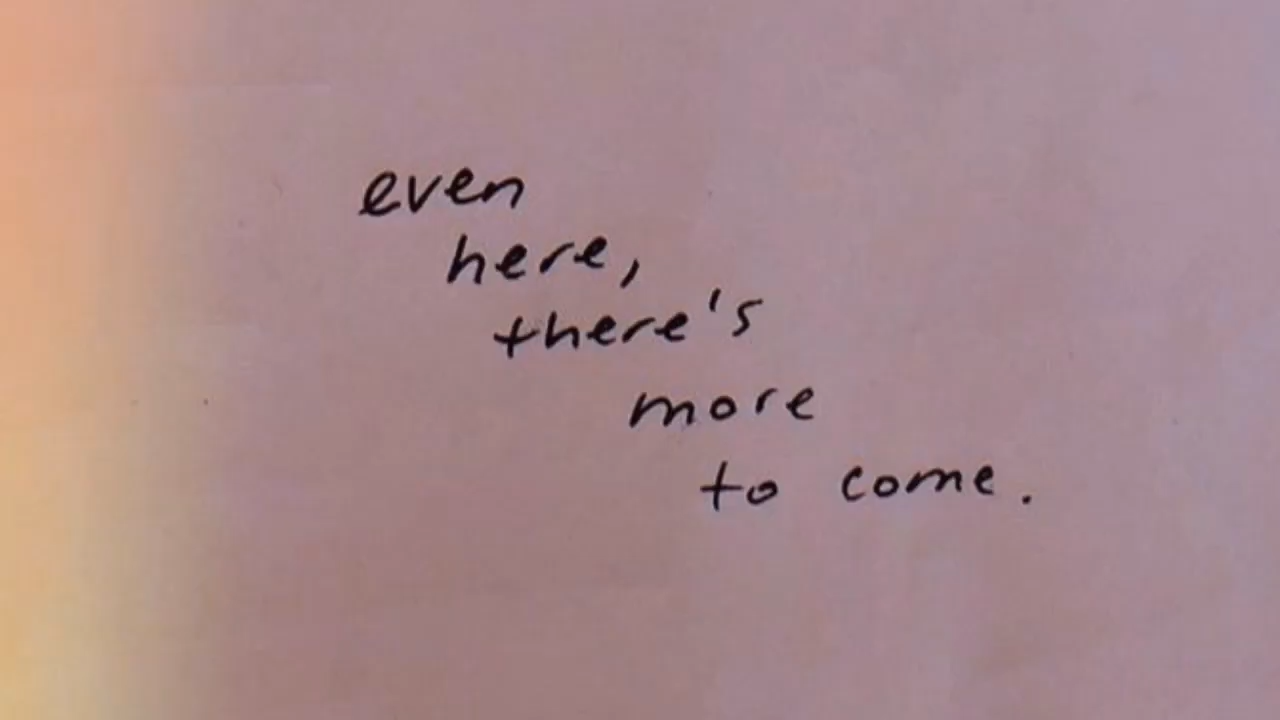 even
here,
there's
more
to come.